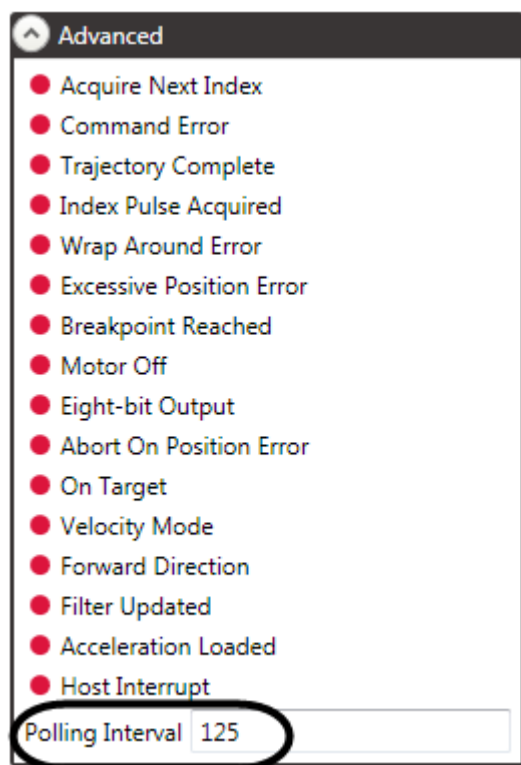 Advanced
Acquire Next Index
Command Error
Trajectory Complete
Index Pulse Acquired
Wrap Around Error
Excessive Position Error
Breakpoint Reached
Motor Off
Eight-bit Output
Abort On Position Error
On Target
Velocity Mode
Forward Direction
Filter Updated
Acceleration Loaded
Host Interrupt
Polling Interval 125